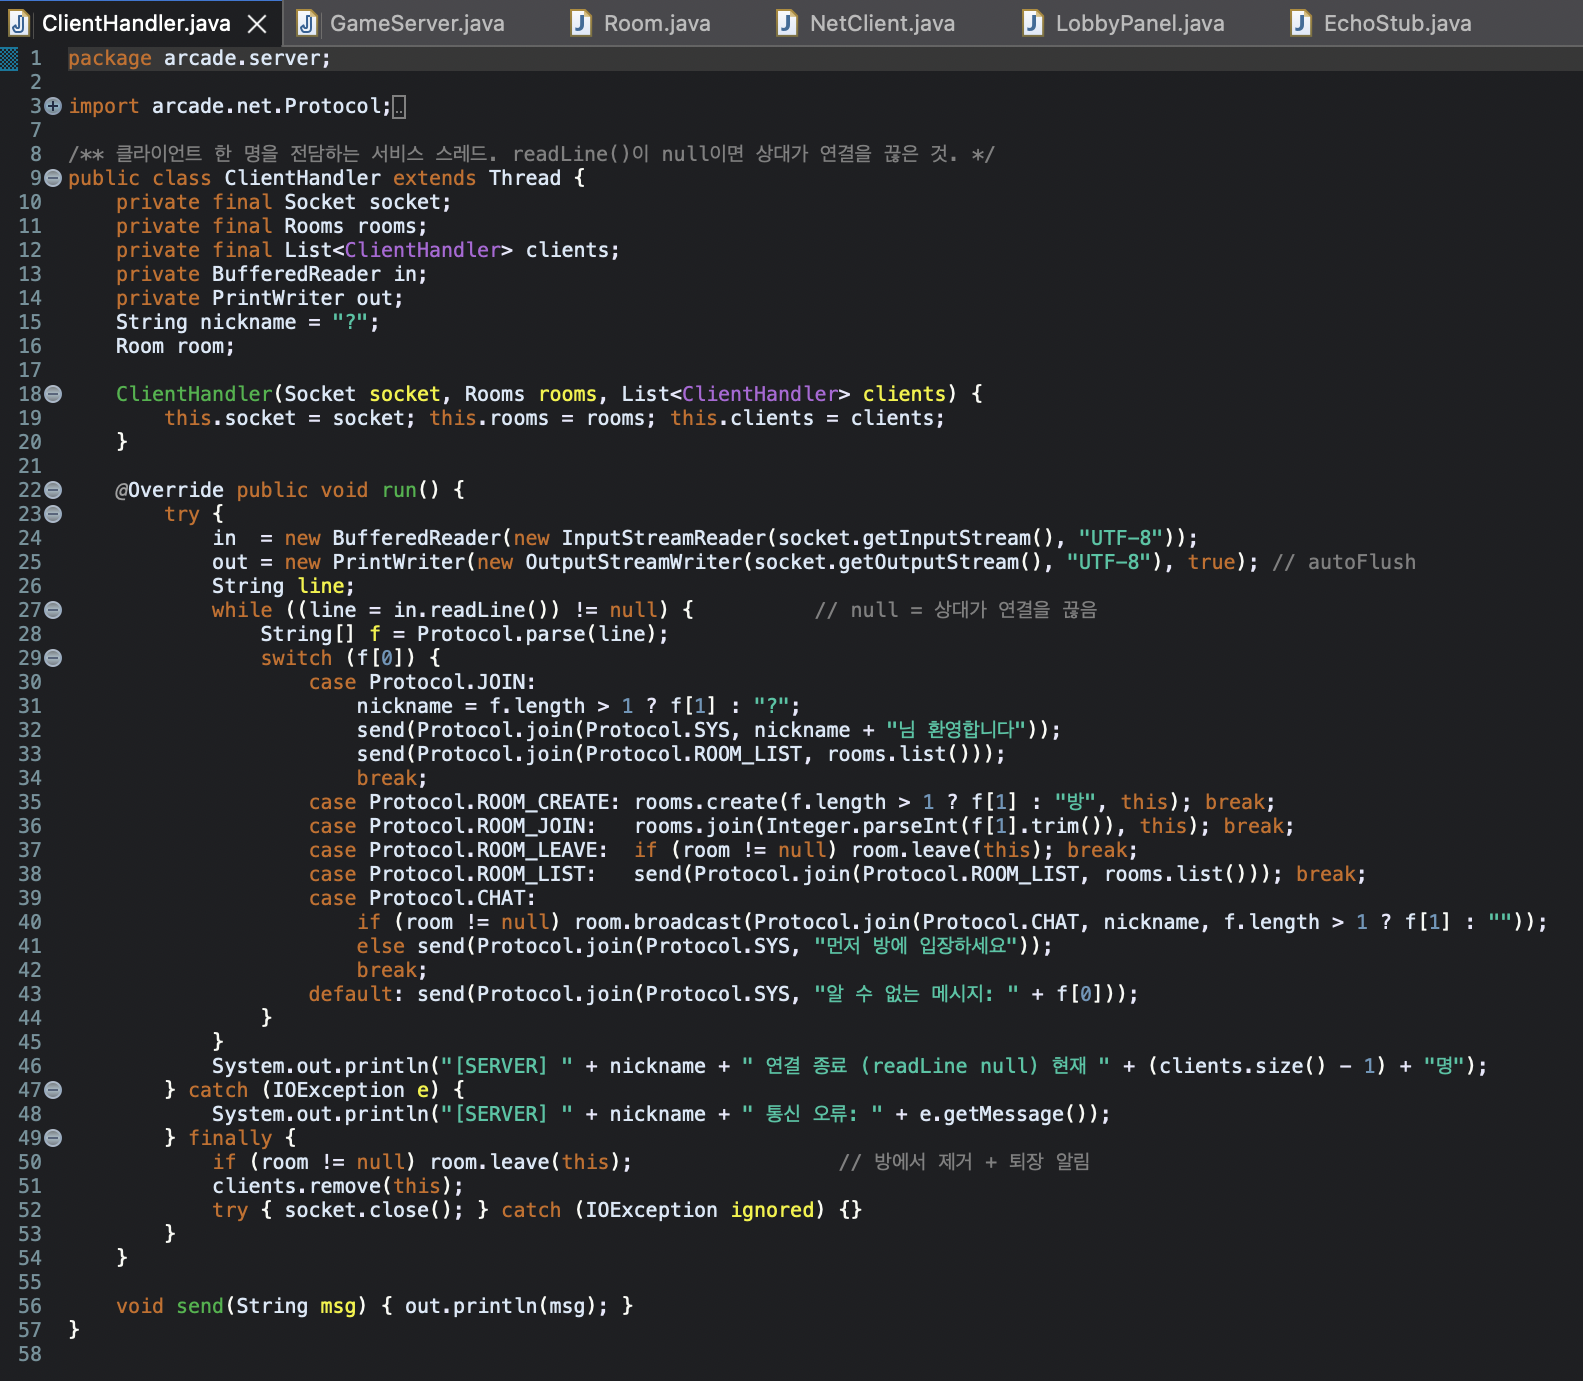 ClientHandler.java GameServer.java Room.java NetClient.java LobbyPanel.java EchoStub.java
1 package arcade.server;
2
3 import arcade.net.Protocol;
7
8 /** 클라이언트 한 명을 전담하는 서비스 스레드. readLine()이 null이면 상대가 연결을 끊은 것. */
9 public class ClientHandler extends Thread {
10     private final Socket socket;
11     private final Rooms rooms;
12     private final List<ClientHandler> clients;
13     private BufferedReader in;
14     private PrintWriter out;
15     String nickname = "?";
16     Room room;
17
18     ClientHandler(Socket socket, Rooms rooms, List<ClientHandler> clients) {
19         this.socket = socket; this.rooms = rooms; this.clients = clients;
20     }
21
22     @Override public void run() {
23         try {
24             in  = new BufferedReader(new InputStreamReader(socket.getInputStream(), "UTF-8"));
25             out = new PrintWriter(new OutputStreamWriter(socket.getOutputStream(), "UTF-8"), true); // autoFlush
26             String line;
27             while ((line = in.readLine()) != null) {          // null = 상대가 연결을 끊음
28                 String[] f = Protocol.parse(line);
29                 switch (f[0]) {
30                     case Protocol.JOIN:
31                         nickname = f.length > 1 ? f[1] : "?";
32                         send(Protocol.join(Protocol.SYS, nickname + "님 환영합니다"));
33                         send(Protocol.join(Protocol.ROOM_LIST, rooms.list()));
34                         break;
35                     case Protocol.ROOM_CREATE: rooms.create(f.length > 1 ? f[1] : "방", this); break;
36                     case Protocol.ROOM_JOIN:   rooms.join(Integer.parseInt(f[1].trim()), this); break;
37                     case Protocol.ROOM_LEAVE:  if (room != null) room.leave(this); break;
38                     case Protocol.ROOM_LIST:   send(Protocol.join(Protocol.ROOM_LIST, rooms.list())); break;
39                     case Protocol.CHAT:
40                         if (room != null) room.broadcast(Protocol.join(Protocol.CHAT, nickname, f.length > 1 ? f[1] : ""));
41                         else send(Protocol.join(Protocol.SYS, "먼저 방에 입장하세요"));
42                         break;
43                     default: send(Protocol.join(Protocol.SYS, "알 수 없는 메시지: " + f[0]));
44                 }
45             }
46             System.out.println("[SERVER] " + nickname + " 연결 종료 (readLine null) 현재 " + (clients.size() - 1) + "명");
47         } catch (IOException e) {
48             System.out.println("[SERVER] " + nickname + " 통신 오류: " + e.getMessage());
49         } finally {
50             if (room != null) room.leave(this);                 // 방에서 제거 + 퇴장 알림
51             clients.remove(this);
52             try { socket.close(); } catch (IOException ignored) {}
53         }
54     }
55
56     void send(String msg) { out.println(msg); }
57 }
58